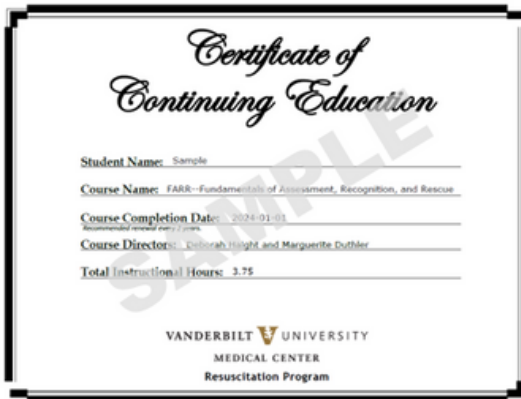 Certificate of
Continuing Education
SAMPLE
Student Name: Sample
Course Name: FARR--Fundamentals of Assessment, Recognition, and Rescue
Course Completion Date: 2024-01-01
Recommended renewal every 2 years.
Course Directors: Deborah Haight and Marguerite Duthler
Total Instructional Hours: 3.75
VANDERBILT V UNIVERSITY
MEDICAL CENTER
Resuscitation Program